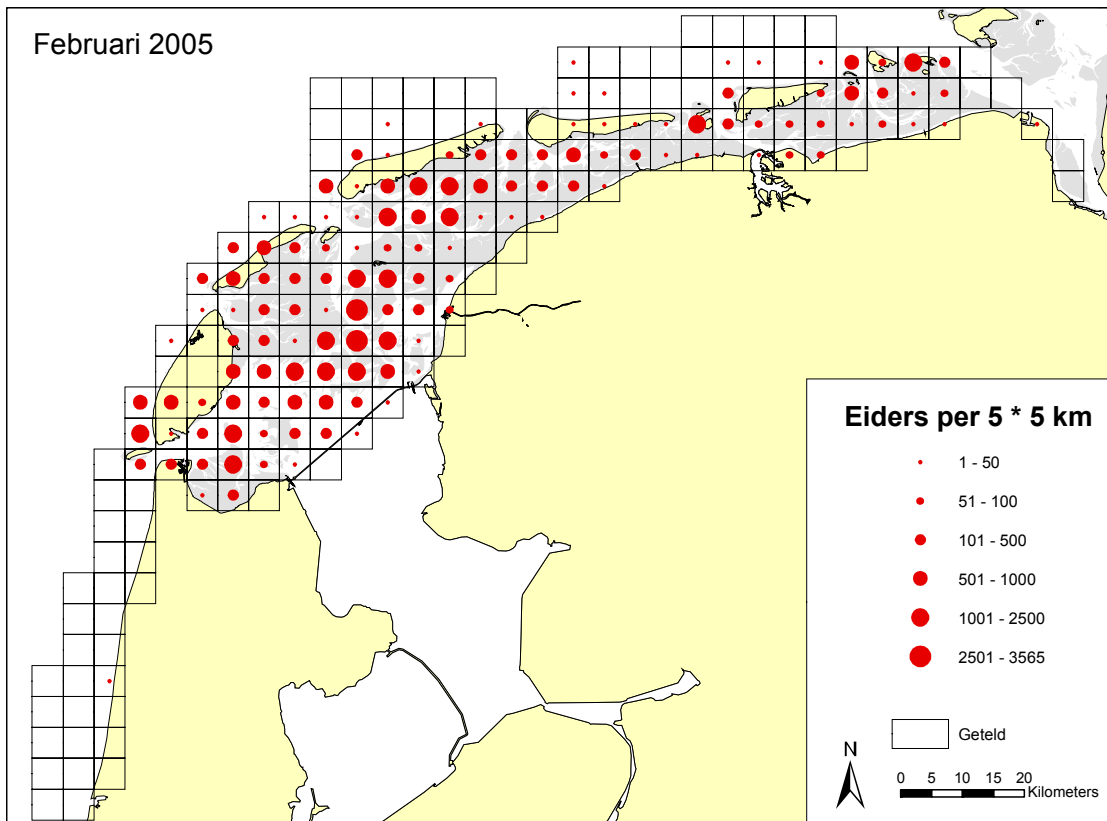 Februari 2005
Eiders per 5 * 5 km
1 - 50
51 - 100
101 - 500
501 - 1000
1001 - 2500
2501 - 3565
Geteld
N
0 5 10 15 20
Kilometers